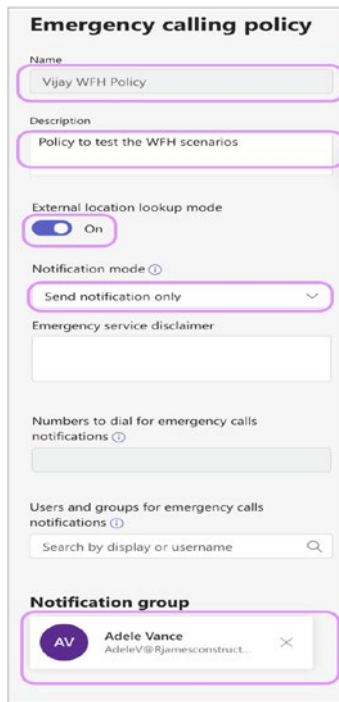 Emergency calling policy
Name
Vijay WFH Policy
Description
Policy to test the WFH scenarios
External location lookup mode
On
Notification mode
Send notification only
Emergency service disclaimer
Numbers to dial for emergency calls
notifications
Users and groups for emergency calls
notifications
Search by display or username
Notification group
AV
Adele Vance
AdeleV@Rjamesconstruct...